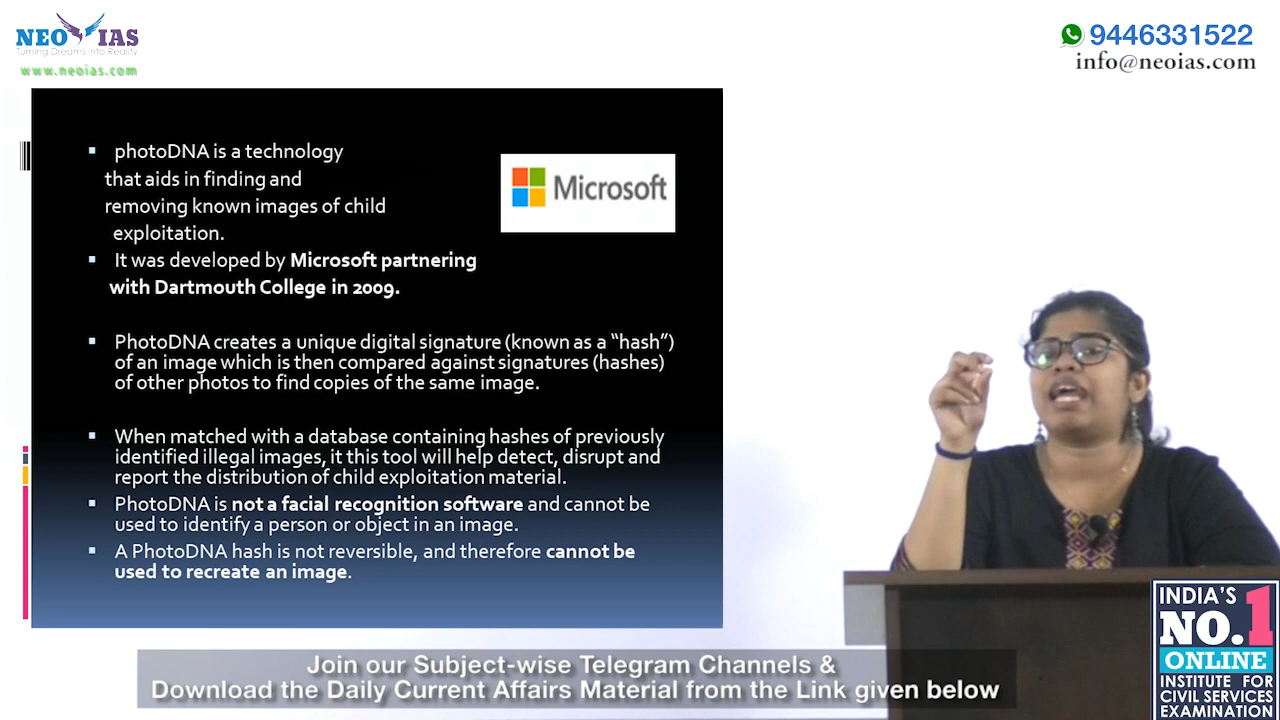 NEO IAS
Turning Dreams Into Reality
www.neoias.com
9446331522
info@neoias.com
▪ photoDNA is a technology
that aids in finding and
removing known images of child
exploitation.
Microsoft
▪ It was developed by Microsoft partnering
with Dartmouth College in 2009.
▪ PhotoDNA creates a unique digital signature (known as a “hash”)
of an image which is then compared against signatures (hashes)
of other photos to find copies of the same image.
▪ When matched with a database containing hashes of previously
identified illegal images, it this tool will help detect, disrupt and
report the distribution of child exploitation material.
▪ PhotoDNA is not a facial recognition software and cannot be
used to identify a person or object in an image.
▪ A PhotoDNA hash is not reversible, and therefore cannot be
used to recreate an image.
INDIA'S
NO.1
ONLINE
INSTITUTE FOR
CIVIL SERVICES
EXAMINATION
Join our Subject-wise Telegram Channels &
Download the Daily Current Affairs Material from the Link given below